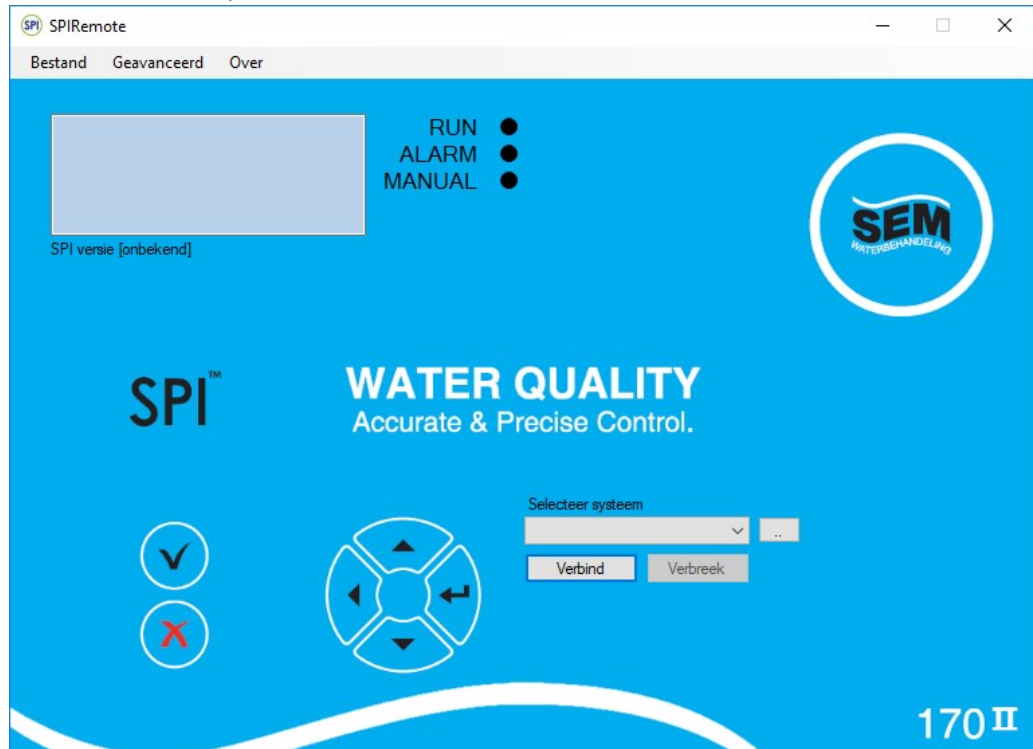 SPI SPIRemote
Bestand Geavanceerd Over
RUN
ALARM
MANUAL
SPI versie [onbekend]
SEM
WATERBEHANDELING
SPI™
WATER QUALITY
Accurate & Precise Control.
Selecteer systeem
..
Verbind Verbreek
170 II